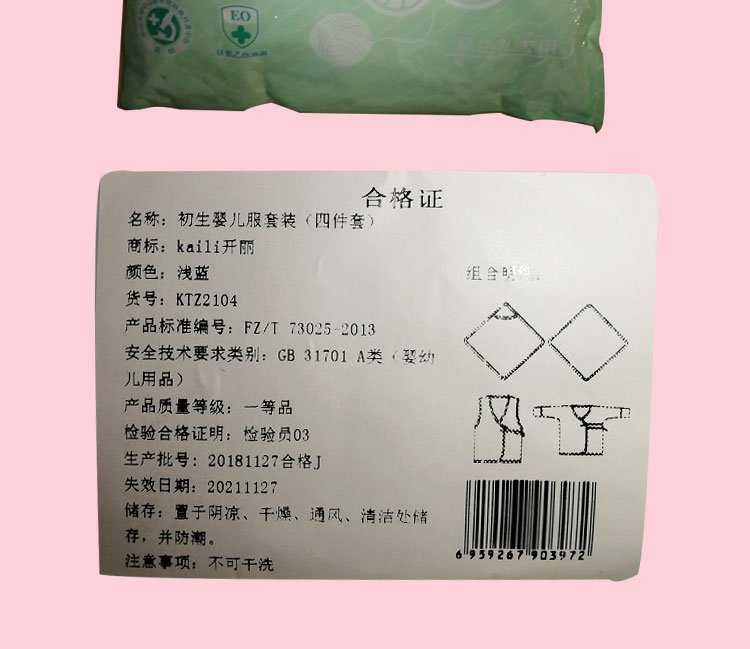 EO
合格证
名称：初生婴儿服套装（四件套）
商标：kaili开丽
颜色：浅蓝
组合明细：
货号：KTZ2104
产品标准编号：FZ/T 73025-2013
安全技术要求类别：GB 31701 A类（婴幼
儿用品）
产品质量等级：一等品
检验合格证明：检验员03
生产批号：20181127合格J
失效日期：20211127
储存：置于阴凉、干燥、通风、清洁处储
存，并防潮。
注意事项：不可干洗
6 959267 903972